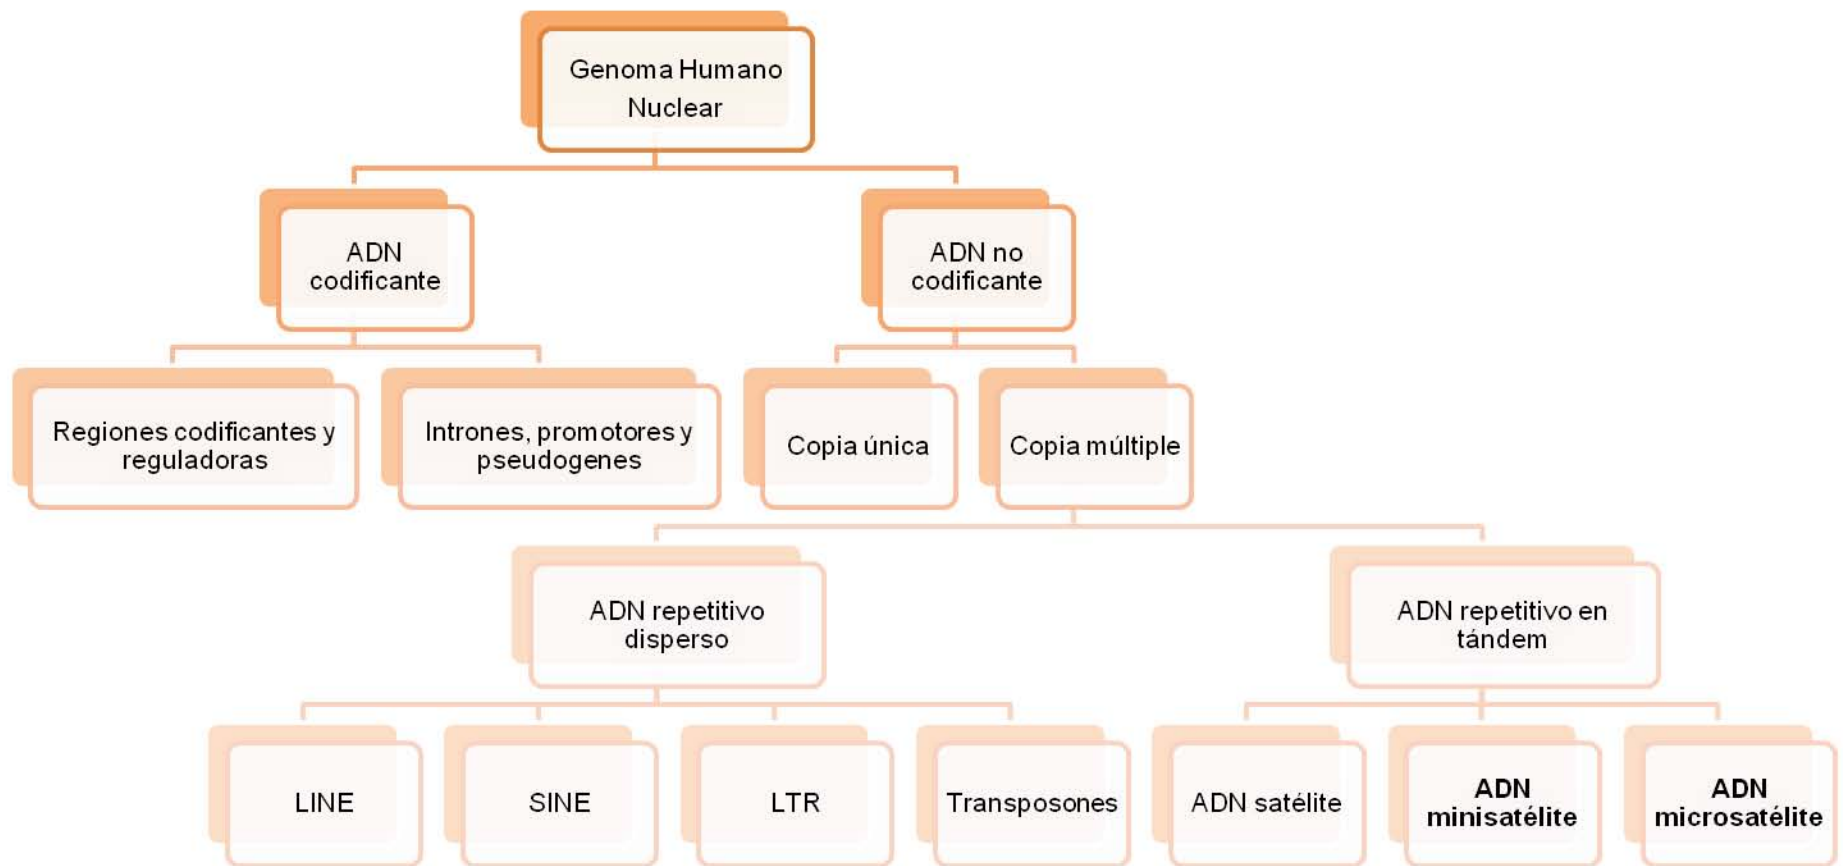 Genoma Humano
Nuclear
ADN
codificante
ADN no
codificante
Regiones codificantes y
reguladoras
Intrones, promotores y
pseudogenes
Copia única
Copia múltiple
ADN repetitivo
disperso
ADN repetitivo en
tándem
LINE
SINE
LTR
Transposones
ADN satélite
ADN
minisatélite
ADN
microsatélite